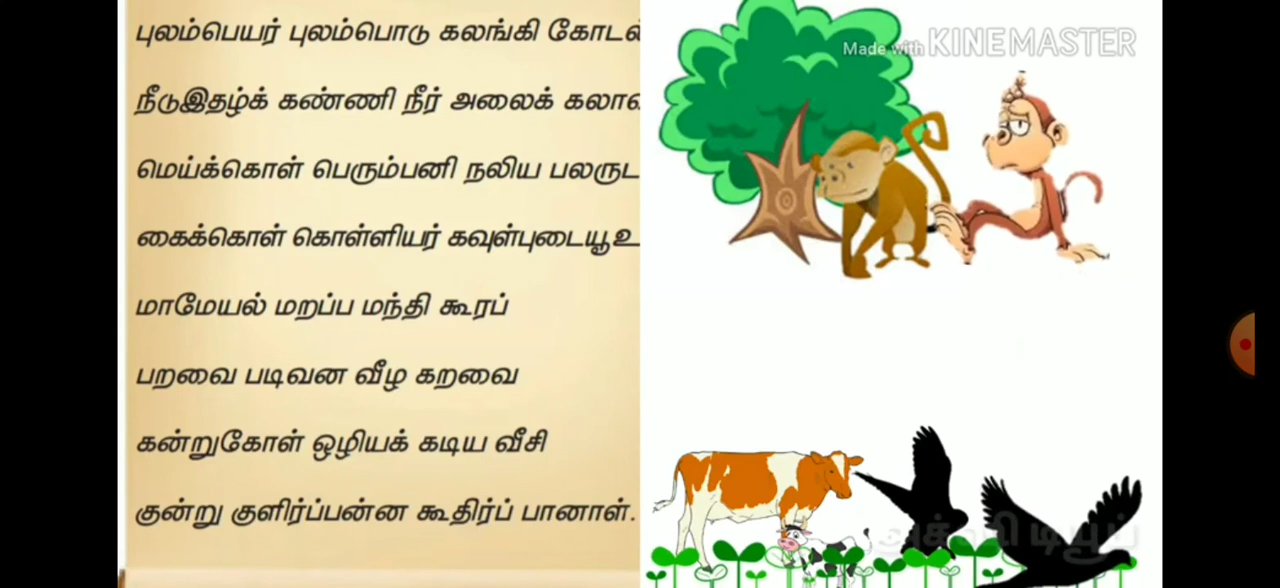 புலம்பெயர் புலம்பொடு கலங்கி கோடல்
நீடுஇதழ்க் கண்ணி நீர் அலைக் கலாவ
மெய்க்கொள் பெரும்பனி நலிய பலருட
கைக்கொள் கொள்ளியர் கவுள்புடையூஉ
மாமேயல் மறப்ப மந்தி கூரப்
பறவை படிவன வீழ கறவை
கன்றுகோள் ஒழியக் கடிய வீசி
குன்று குளிர்ப்பன்ன கூதிர்ப் பானாள்.
Made with KINEMASTER